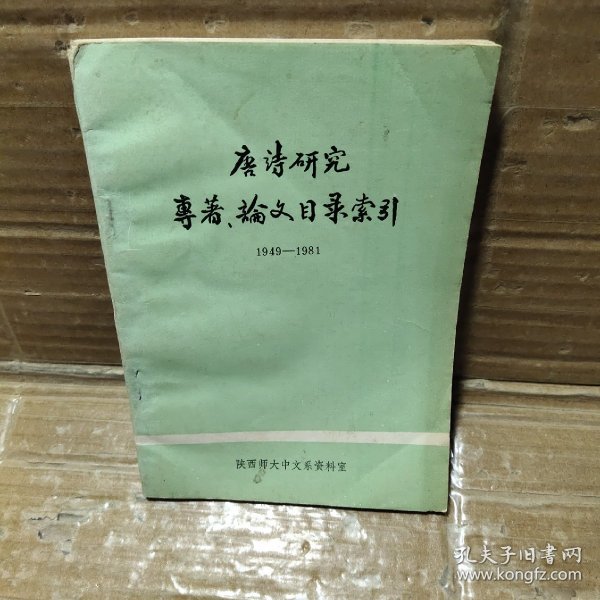 唐诗研究
專著、論文目录索引
1949—1981
陕西师大中文系资料室
孔夫子旧书网
www.kongfz.com